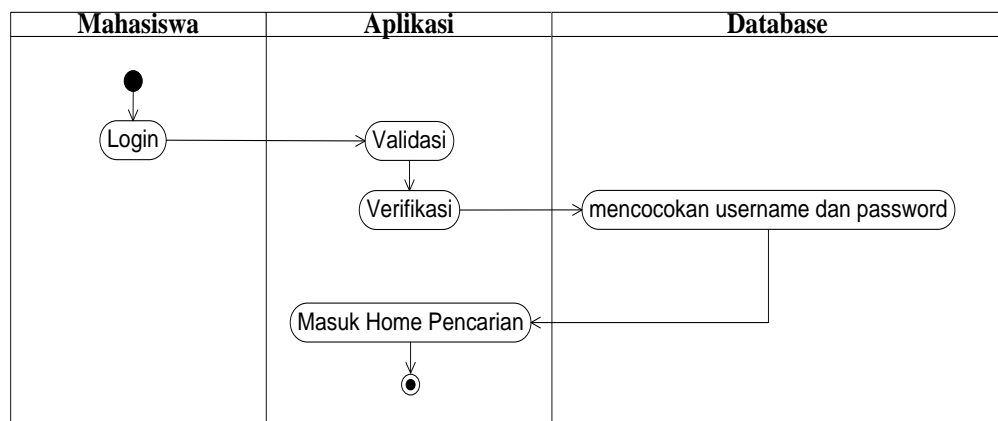 Mahasiswa
Aplikasi
Database
Login
Validasi
Verifikasi
mencocokan username dan password
Masuk Home Pencarian